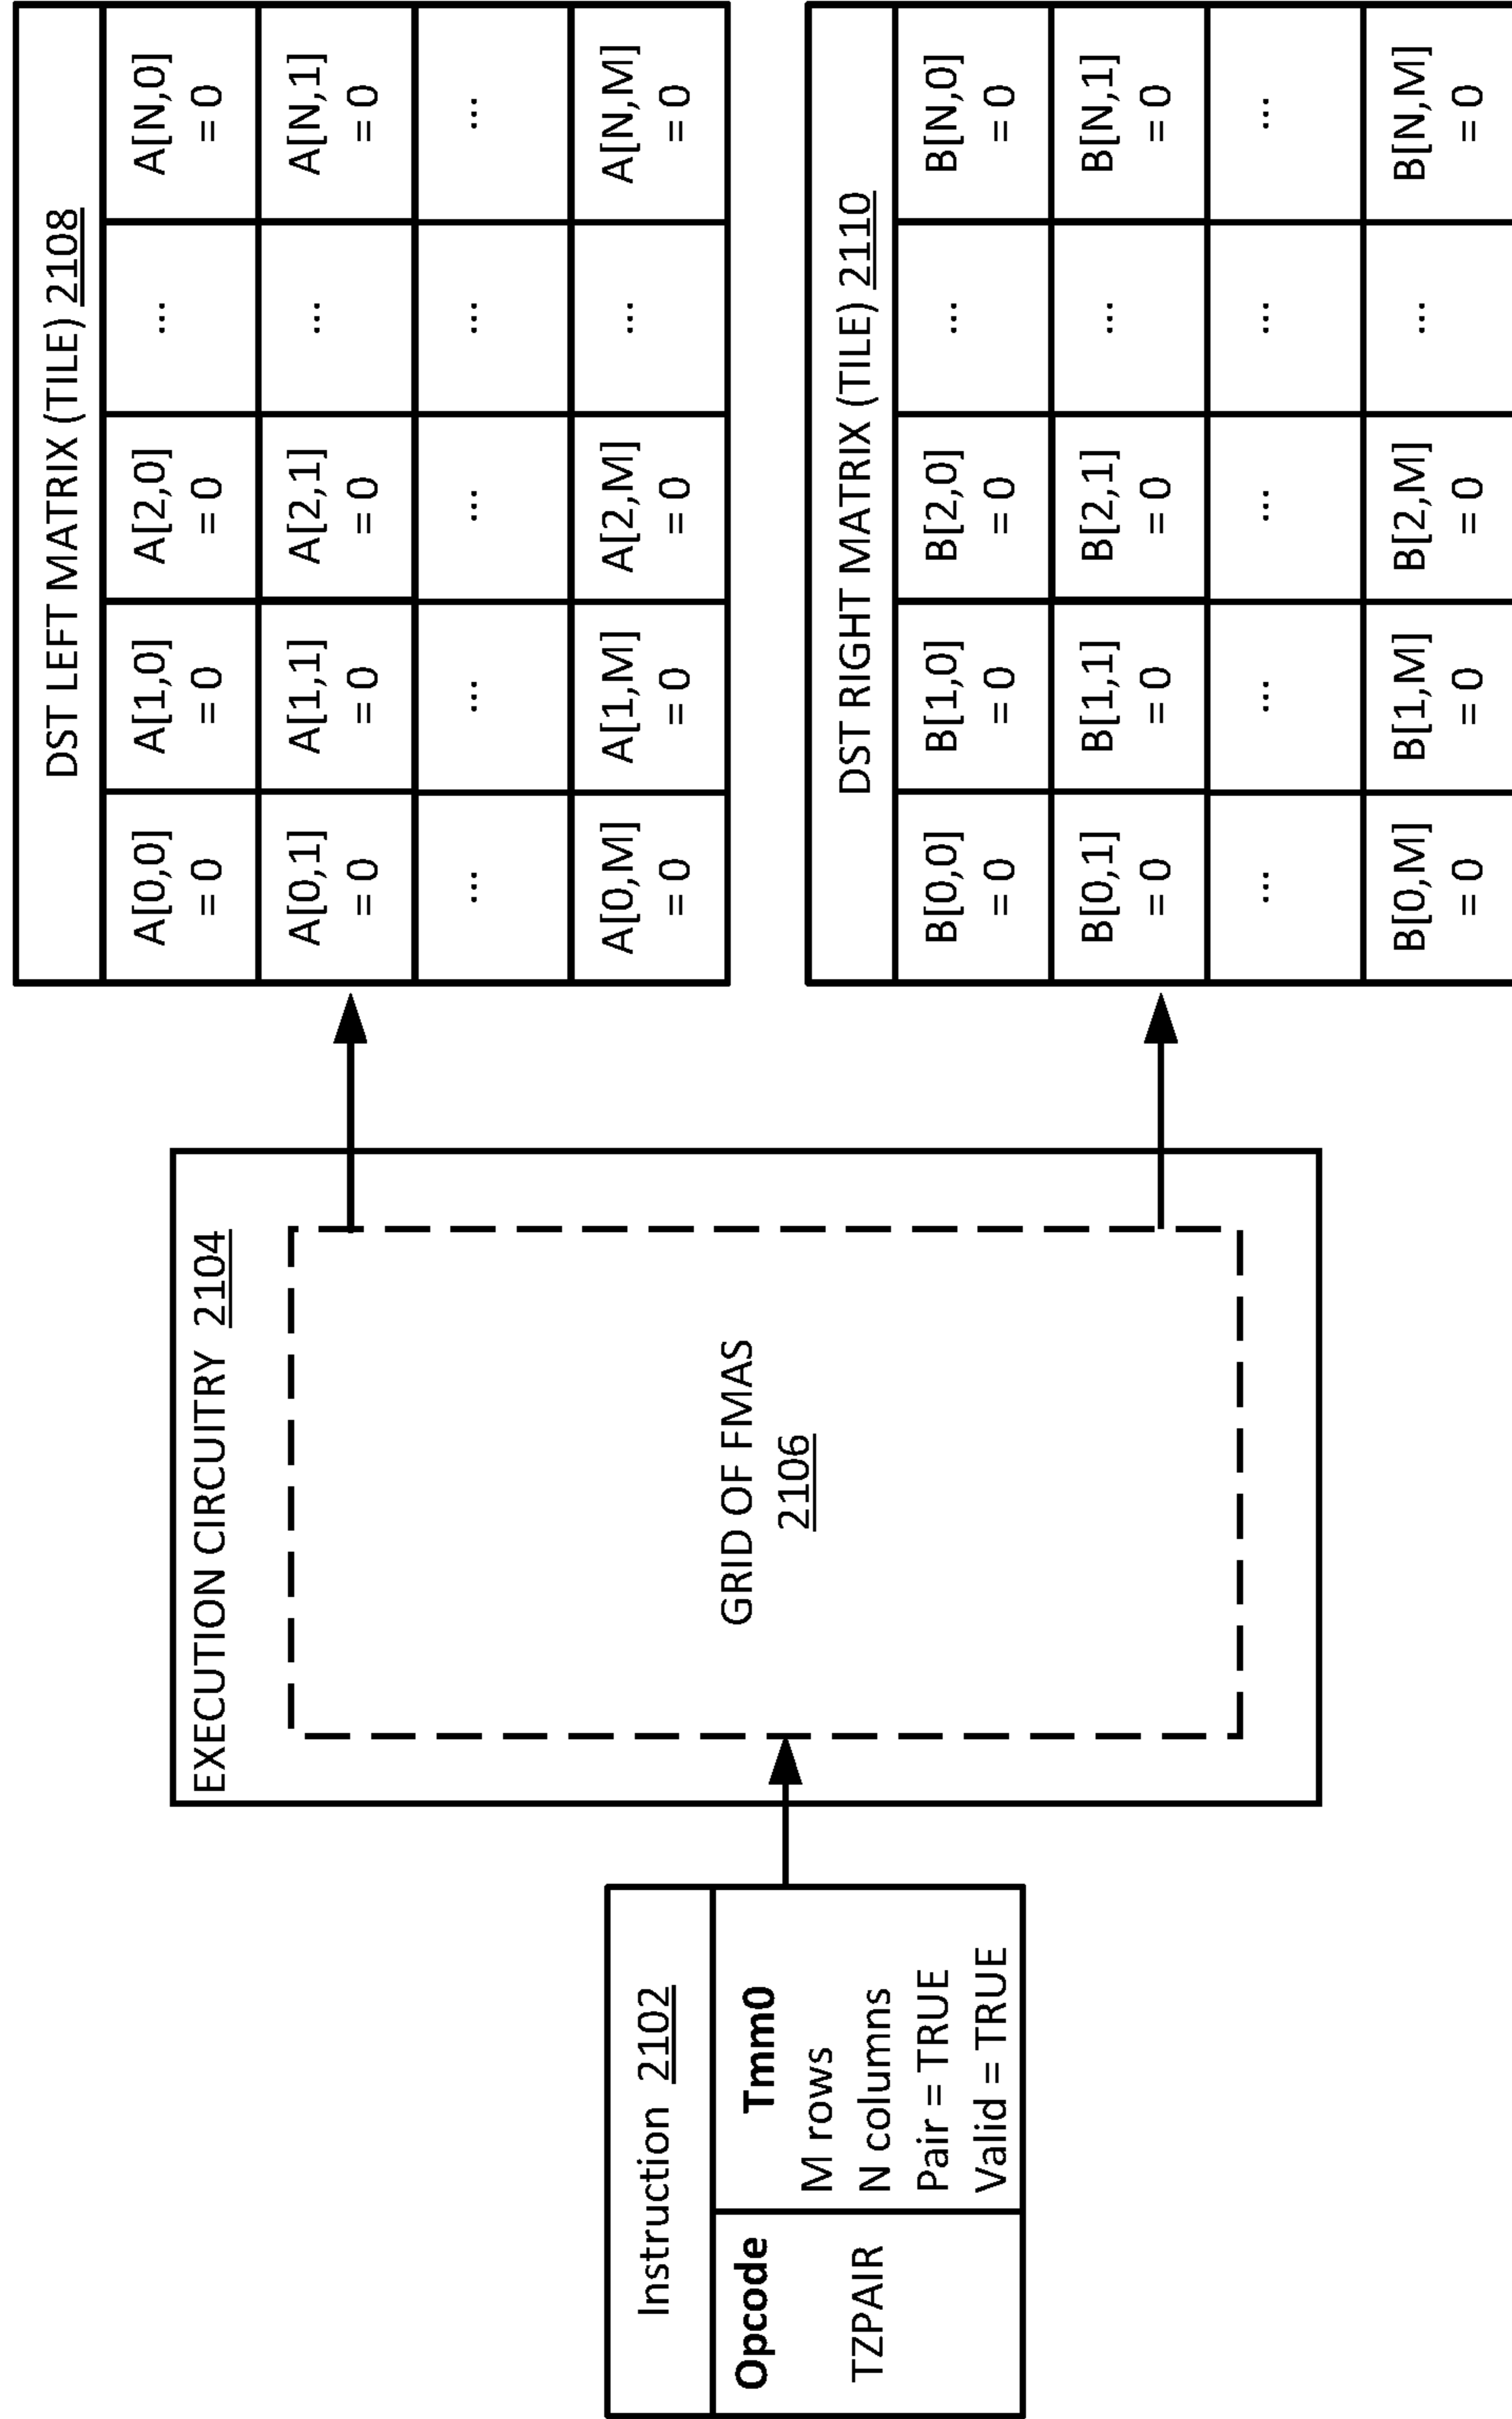 Instruction 2102
Opcode
TZPAIR
Tmm0
M rows
N columns
Pair = TRUE
Valid = TRUE
EXECUTION CIRCUITRY 2104
GRID OF FMAS
2106
DST LEFT MATRIX (TILE) 2108
A[0,0] A[1,0] A[2,0] ... A[N,0]
= 0 = 0 = 0 = 0
A[0,1] A[1,1] A[2,1] ... A[N,1]
= 0 = 0 = 0 = 0
... ... ... ... ...
A[0,M] A[1,M] A[2,M] ... A[N,M]
= 0 = 0 = 0 = 0
DST RIGHT MATRIX (TILE) 2110
B[0,0] B[1,0] B[2,0] ... B[N,0]
= 0 = 0 = 0 = 0
B[0,1] B[1,1] B[2,1] ... B[N,1]
= 0 = 0 = 0 = 0
... ... ... ... ...
B[0,M] B[1,M] B[2,M] ... B[N,M]
= 0 = 0 = 0 = 0